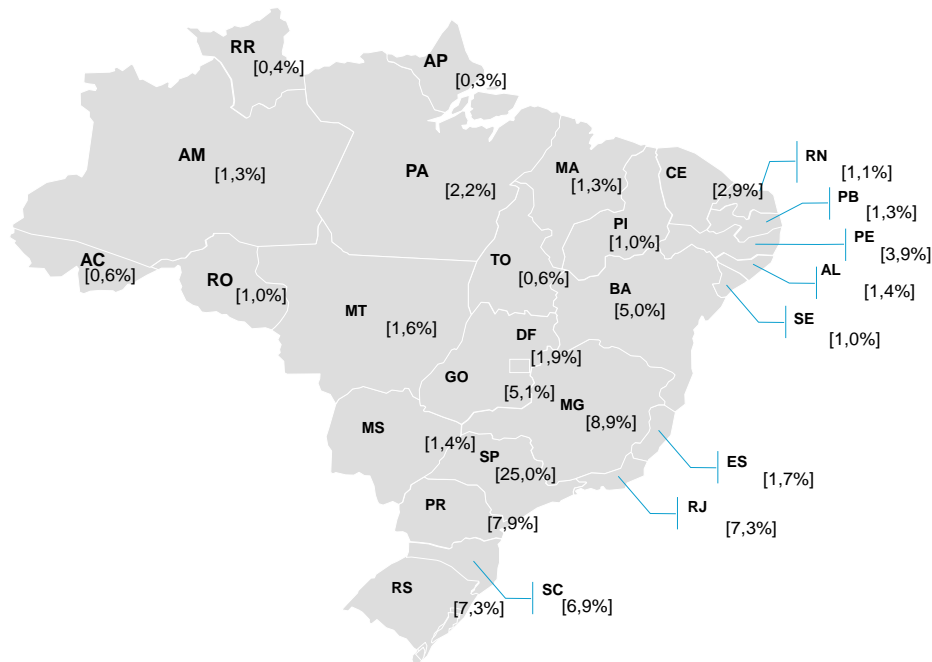 RR
[0,4%]
AP
[0,3%]
AM
[1,3%]
PA
[2,2%]
MA
[1,3%]
CE
[2,9%]
RN
[1,1%]
PB
[1,3%]
PI
[1,0%]
PE
[3,9%]
AC
[0,6%]
RO
[1,0%]
TO
[0,6%]
AL
[1,4%]
BA
[5,0%]
SE
[1,0%]
MT
[1,6%]
DF
[1,9%]
GO
[5,1%]
MG
[8,9%]
MS
[1,4%]
SP
[25,0%]
ES
[1,7%]
RJ
[7,3%]
PR
[7,9%]
RS
[7,3%]
SC
[6,9%]